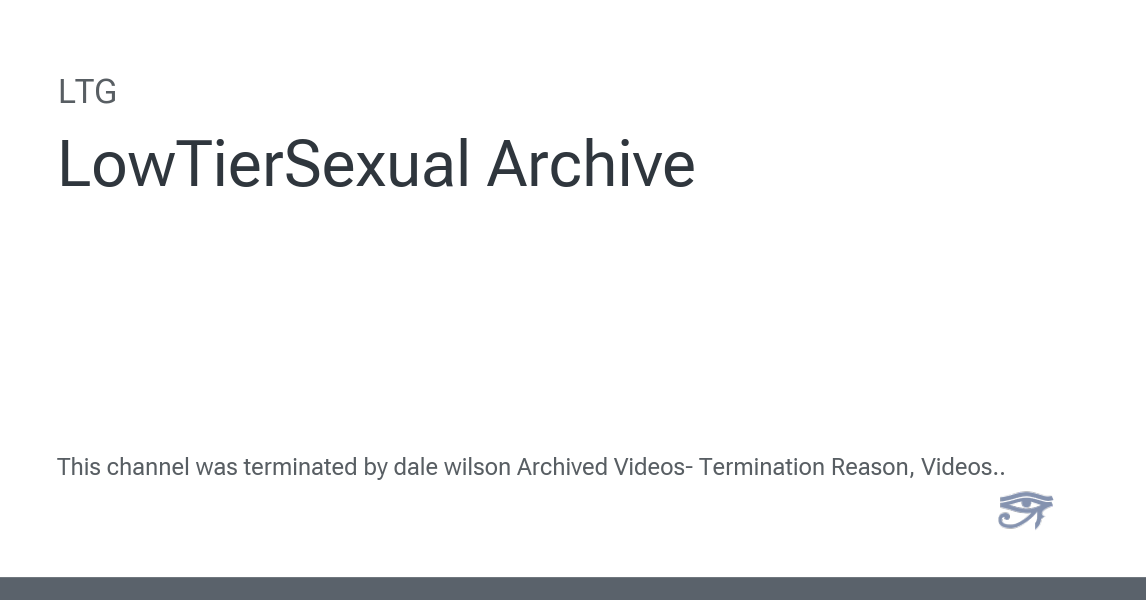 LTG
LowTierSexual Archive
This channel was terminated by dale wilson Archived Videos- Termination Reason, Videos..